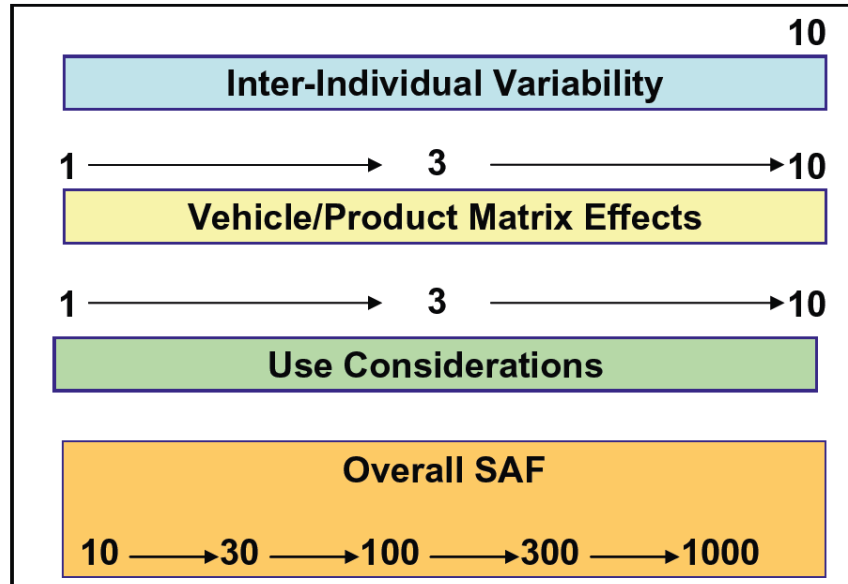 10
Inter-Individual Variability
1 3 10
Vehicle/Product Matrix Effects
1 3 10
Use Considerations
Overall SAF
10 30 100 300 1000